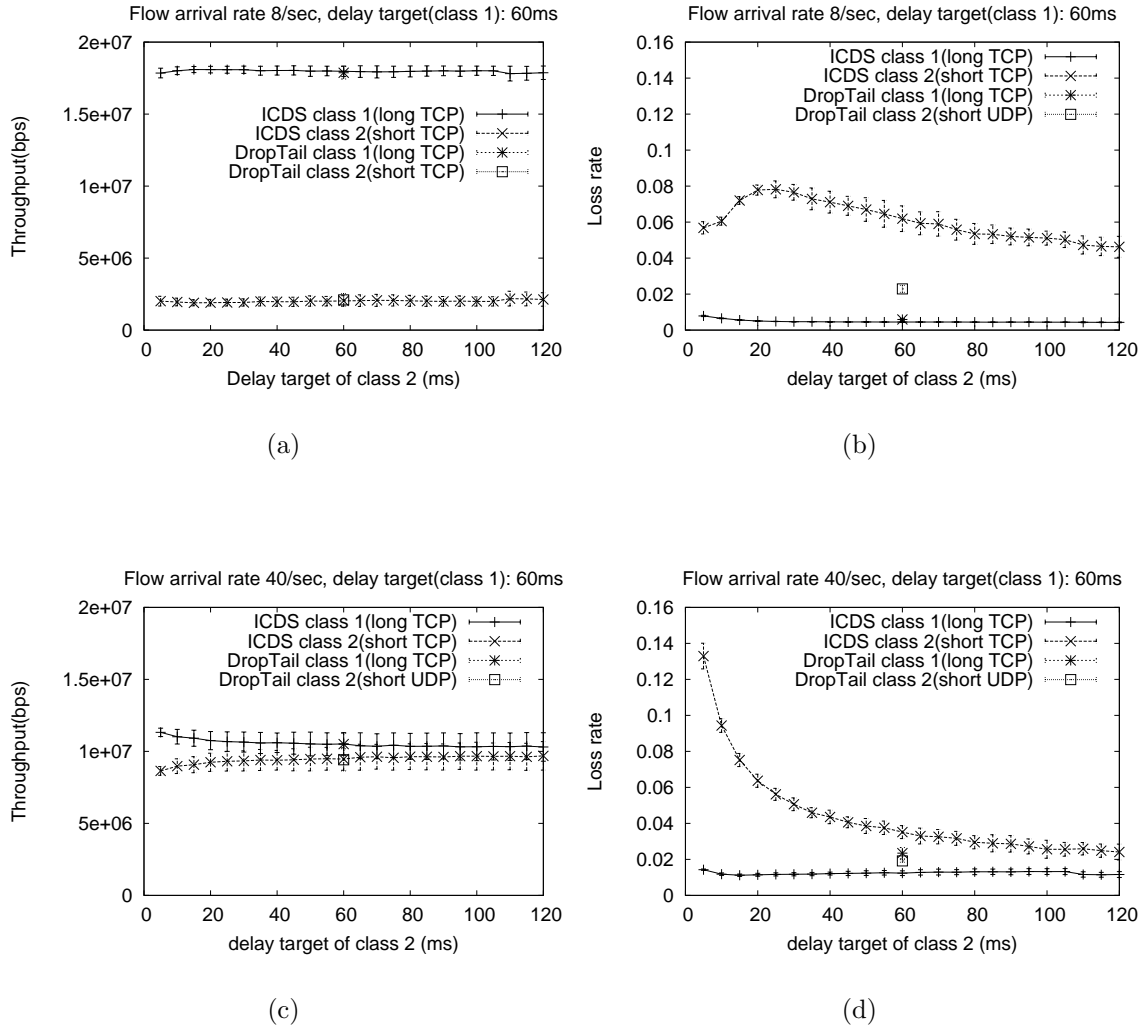 Flow arrival rate 8/sec, delay target(class 1): 60ms
2e+07
1.5e+07
1e+07
5e+06
0
Throughput(bps)
ICDS class 1(long TCP)
ICDS class 2(short TCP)
DropTail class 1(long TCP)
DropTail class 2(short TCP)
0 20 40 60 80 100 120
Delay target of class 2 (ms)
(a)
Flow arrival rate 8/sec, delay target(class 1): 60ms
0.16
0.14
0.12
0.1
0.08
0.06
0.04
0.02
0
Loss rate
ICDS class 1(long TCP)
ICDS class 2(short TCP)
DropTail class 1(long TCP)
DropTail class 2(short UDP)
0 20 40 60 80 100 120
delay target of class 2 (ms)
(b)
Flow arrival rate 40/sec, delay target(class 1): 60ms
2e+07
1.5e+07
1e+07
5e+06
0
Throughput(bps)
ICDS class 1(long TCP)
ICDS class 2(short TCP)
DropTail class 1(long TCP)
DropTail class 2(short UDP)
0 20 40 60 80 100 120
delay target of class 2 (ms)
(c)
Flow arrival rate 40/sec, delay target(class 1): 60ms
0.16
0.14
0.12
0.1
0.08
0.06
0.04
0.02
0
Loss rate
ICDS class 1(long TCP)
ICDS class 2(short TCP)
DropTail class 1(long TCP)
DropTail class 2(short UDP)
0 20 40 60 80 100 120
delay target of class 2 (ms)
(d)